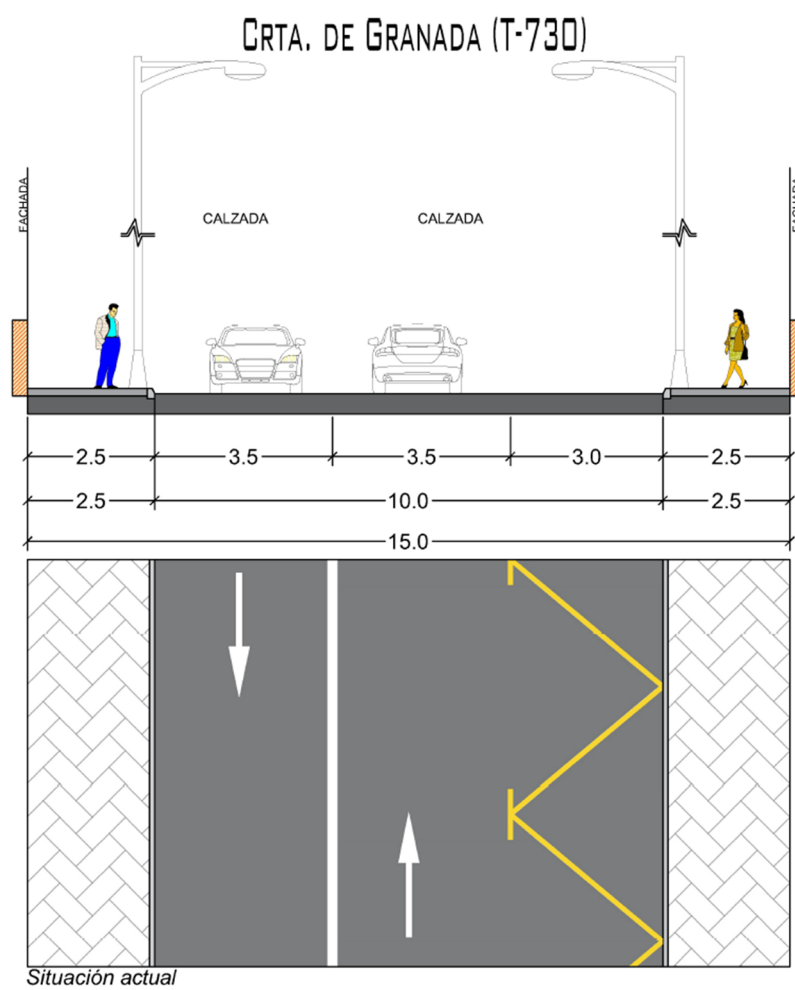 CRTA. DE GRANADA (T-730)
FACHADA
CALZADA
CALZADA
FACHADA
2.5 3.5 3.5 3.0 2.5
2.5 10.0 2.5
15.0
Situación actual